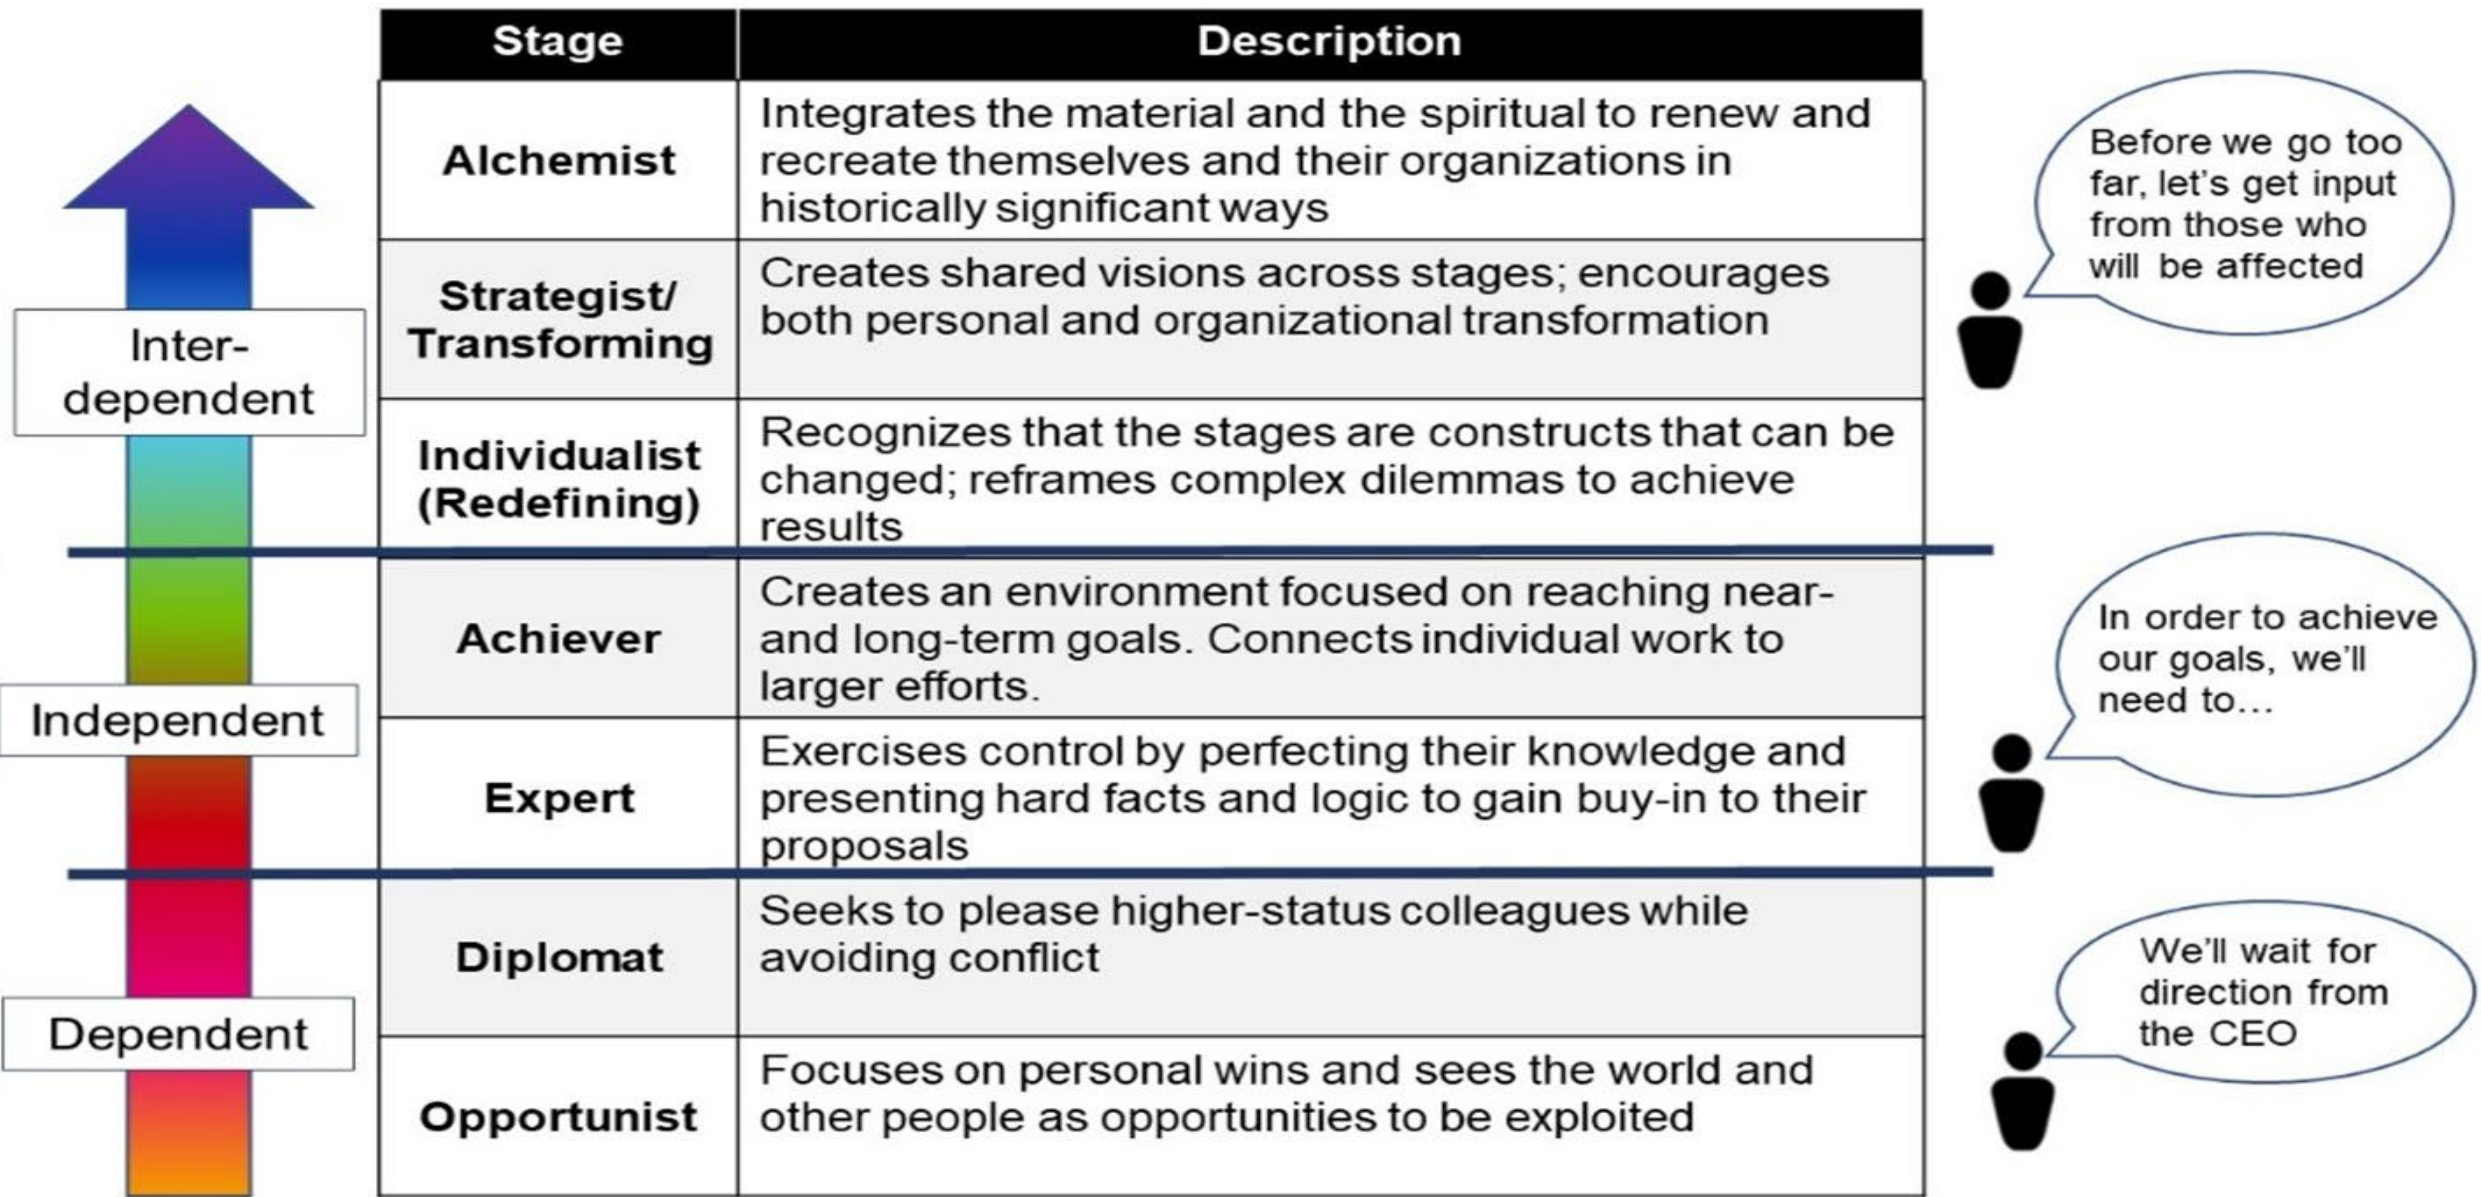 Stage
Description
Alchemist
Integrates the material and the spiritual to renew and
recreate themselves and their organizations in
historically significant ways
Before we go too
far, let's get input
from those who
will be affected
Inter-
dependent
Strategist/
Transforming
Creates shared visions across stages; encourages
both personal and organizational transformation
Individualist
(Redefining)
Recognizes that the stages are constructs that can be
changed; reframes complex dilemmas to achieve
results
Independent
Achiever
Creates an environment focused on reaching near-
and long-term goals. Connects individual work to
larger efforts.
In order to achieve
our goals, we'll
need to...
Expert
Exercises control by perfecting their knowledge and
presenting hard facts and logic to gain buy-in to their
proposals
Dependent
Diplomat
Seeks to please higher-status colleagues while
avoiding conflict
We'll wait for
direction from
the CEO
Opportunist
Focuses on personal wins and sees the world and
other people as opportunities to be exploited